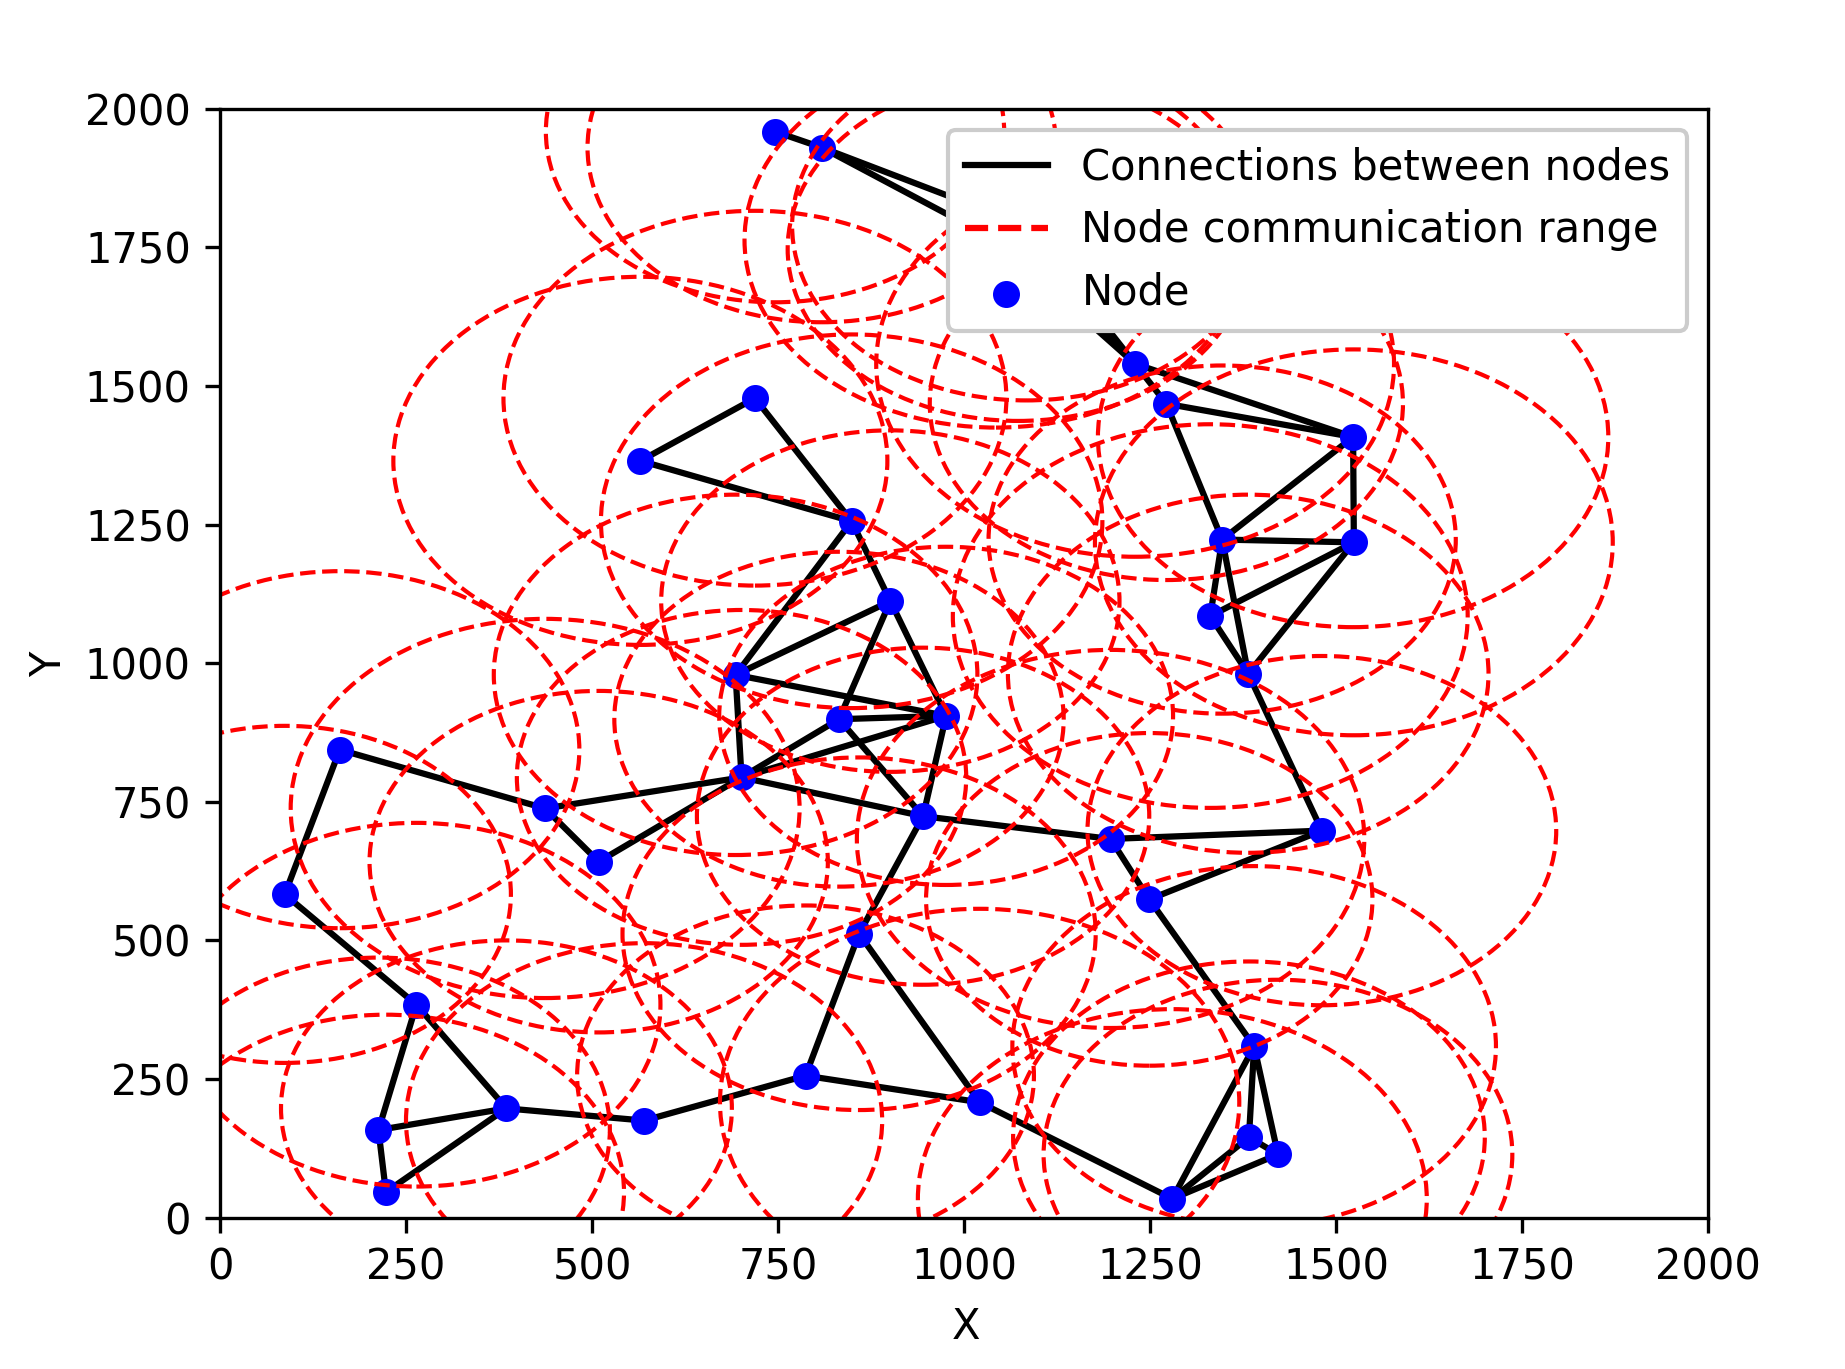 2000
1750
1500
1250
1000
750
500
250
0
Y
Connections between nodes
Node communication range
Node
0 250 500 750 1000 1250 1500 1750 2000
X